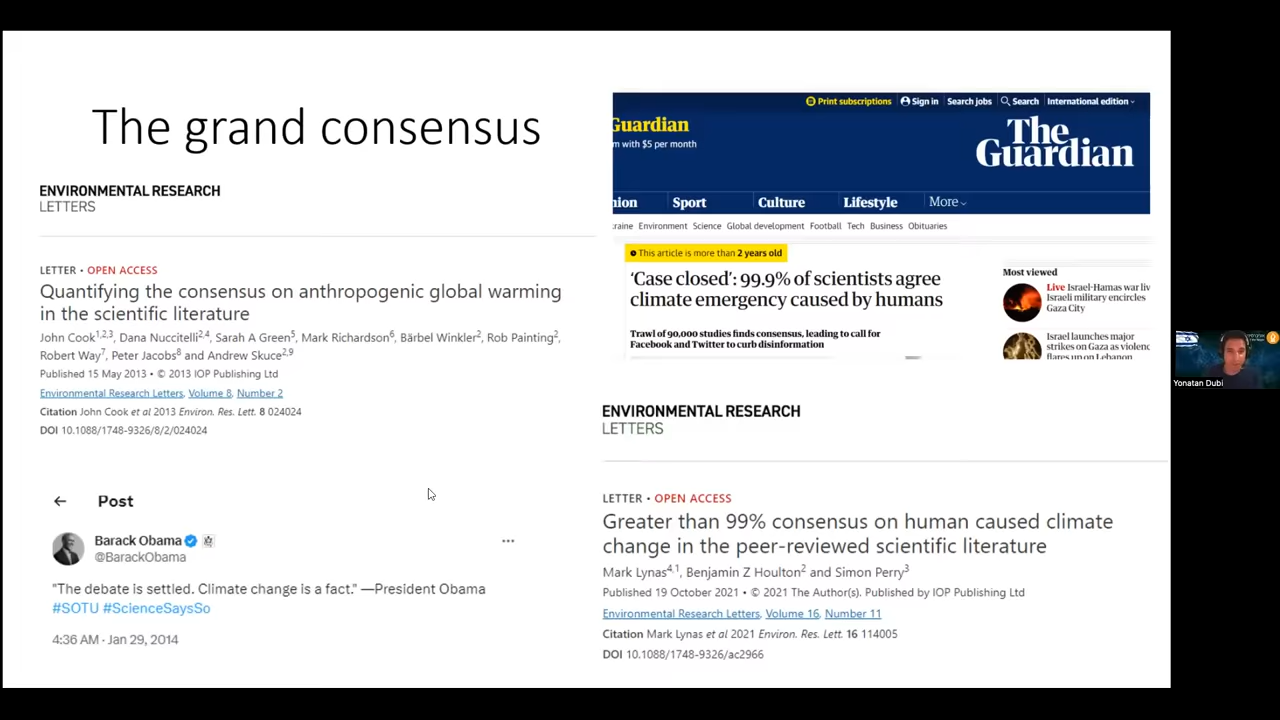 The grand consensus
ENVIRONMENTAL RESEARCH
LETTERS
LETTER • OPEN ACCESS
Quantifying the consensus on anthropogenic global warming
in the scientific literature
John Cook1,2,3, Dana Nuccitelli2,4, Sarah A Green5, Mark Richardson6, Bärbel Winkler2, Rob Painting2,
Robert Way7, Peter Jacobs8 and Andrew Skuce2,9
Published 15 May 2013 • © 2013 IOP Publishing Ltd
Environmental Research Letters, Volume 8, Number 2
Citation John Cook et al 2013 Environ. Res. Lett. 8 024024
DOI 10.1088/1748-9326/8/2/024024
← Post
Barack Obama
@BarackObama
"The debate is settled. Climate change is a fact." —President Obama
#SOTU #ScienceSaysSo
4:36 AM · Jan 29, 2014
Print subscriptions Sign in Search jobs Search International edition
Guardian
m with $5 per month
The
Guardian
nion Sport Culture Lifestyle More
raine Environment Science Global development Football Tech Business Obituaries
This article is more than 2 years old
'Case closed': 99.9% of scientists agree
climate emergency caused by humans
Trawl of 90,000 studies finds consensus, leading to call for
Facebook and Twitter to curb disinformation
Most viewed
Live Israel-Hamas war liv
Israeli military encircles
Gaza City
Israel launches major
strikes on Gaza as violenc
flares up on Lebanon
ENVIRONMENTAL RESEARCH
LETTERS
LETTER • OPEN ACCESS
Greater than 99% consensus on human caused climate
change in the peer-reviewed scientific literature
Mark Lynas4,1, Benjamin Z Houlton2 and Simon Perry3
Published 19 October 2021 • © 2021 The Author(s). Published by IOP Publishing Ltd
Environmental Research Letters, Volume 16, Number 11
Citation Mark Lynas et al 2021 Environ. Res. Lett. 16 114005
DOI 10.1088/1748-9326/ac2966
Yonatan Dubi